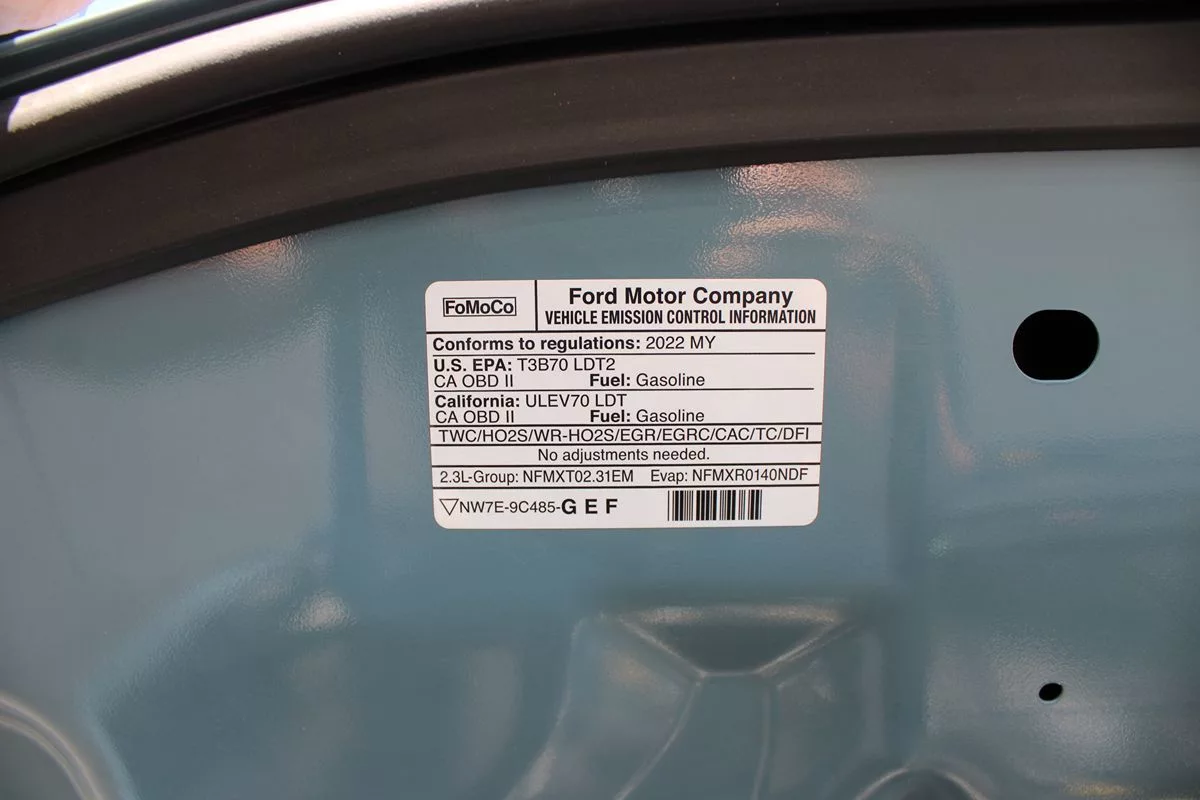 FoMoCo
Ford Motor Company
VEHICLE EMISSION CONTROL INFORMATION
Conforms to regulations: 2022 MY
U.S. EPA: T3B70 LDT2
CA OBD II Fuel: Gasoline
California: ULEV70 LDT
CA OBD II Fuel: Gasoline
TWC/HO2S/WR-HO2S/EGR/EGRC/CAC/TC/DFI
No adjustments needed.
2.3L-Group: NFMXT02.31EM Evap: NFMXR0140NDF
NW7E-9C485-G E F